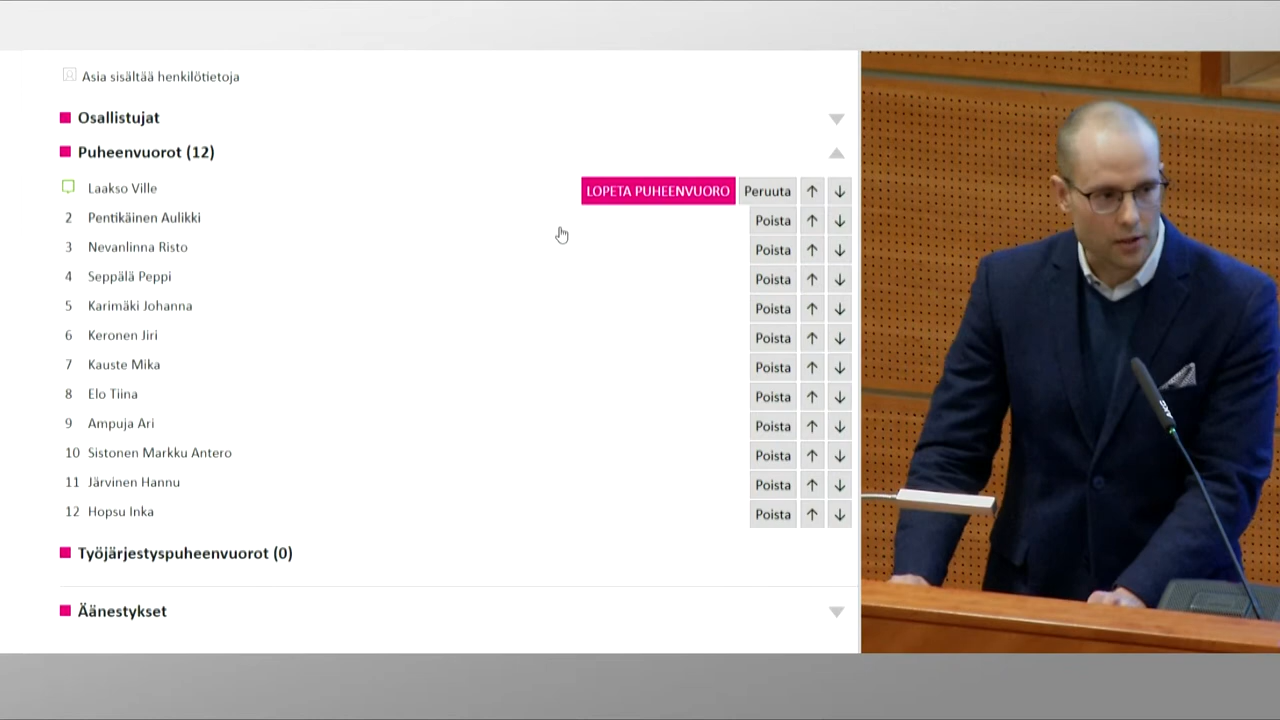 Asia sisältää henkilötietoja
Osallistujat
Puheenvuorot (12)
Laakso Ville LOPETA PUHEENVUORO Peruuta ↑ ↓
2 Pentikäinen Aulikki Poista ↑ ↓
3 Nevanlinna Risto Poista ↑ ↓
4 Seppälä Peppi Poista ↑ ↓
5 Karimäki Johanna Poista ↑ ↓
6 Keronen Jiri Poista ↑ ↓
7 Kauste Mika Poista ↑ ↓
8 Elo Tiina Poista ↑ ↓
9 Ampuja Ari Poista ↑ ↓
10 Sistonen Markku Antero Poista ↑ ↓
11 Järvinen Hannu Poista ↑ ↓
12 Hopsu Inka Poista ↑ ↓
Työjärjestyspuheenvuorot (0)
Äänestykset
AKG